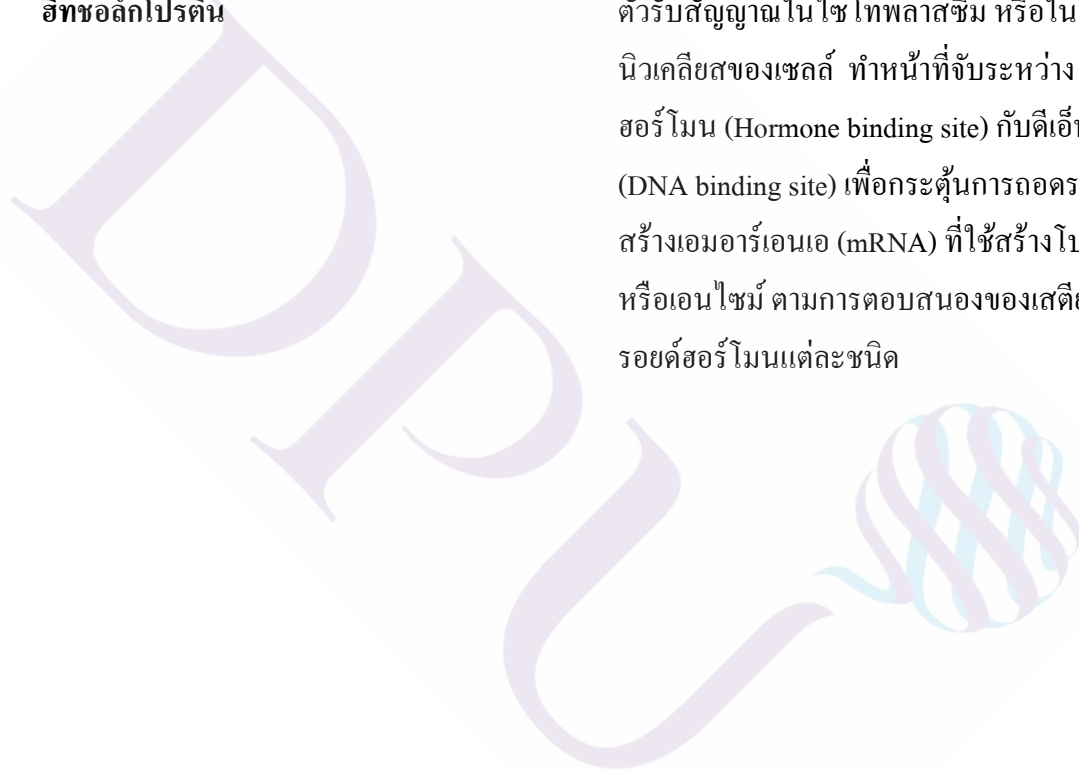 ฮีทชอล์กโปรตีน
ตัวรับสัญญาณในไซโทพลาสซึม หรือใน
นิวเคลียสของเซลล์ ทำหน้าที่จับระหว่าง
ฮอร์โมน (Hormone binding site) กับ
(DNA binding site) เพื่อกระตุ้นการ
สร้างเอมอาร์เอนเอ (mRNA) ที่ใช้สร้าง
หรือเอนไซม์ ตามการตอบสนองของ
รอยด์ฮอร์โมนแต่ละชนิด
DPU